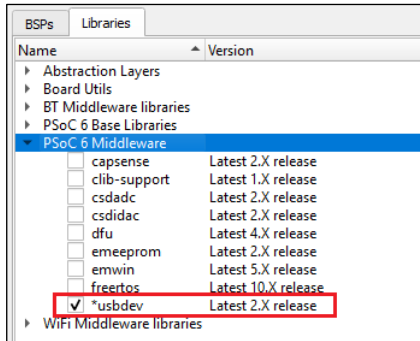 BSPs Libraries
Name Version
Abstraction Layers
Board Utils
BT Middleware libraries
PSoC 6 Base Libraries
PSoC 6 Middleware
capsense Latest 2.X release
clib-support Latest 1.X release
csdadc Latest 2.X release
csdidac Latest 2.X release
dfu Latest 4.X release
emeeprom Latest 2.X release
emwin Latest 5.X release
freertos Latest 10.X release
*usbdev Latest 2.X release
WiFi Middleware libraries